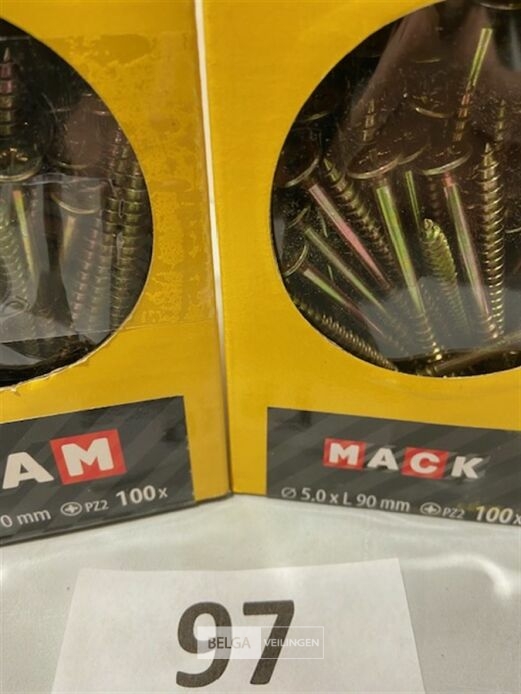 AM
0 mm PZ2 100x
MACK
Ø 5.0 x L 90 mm PZ2 100x
97
BELGA VEILINGEN